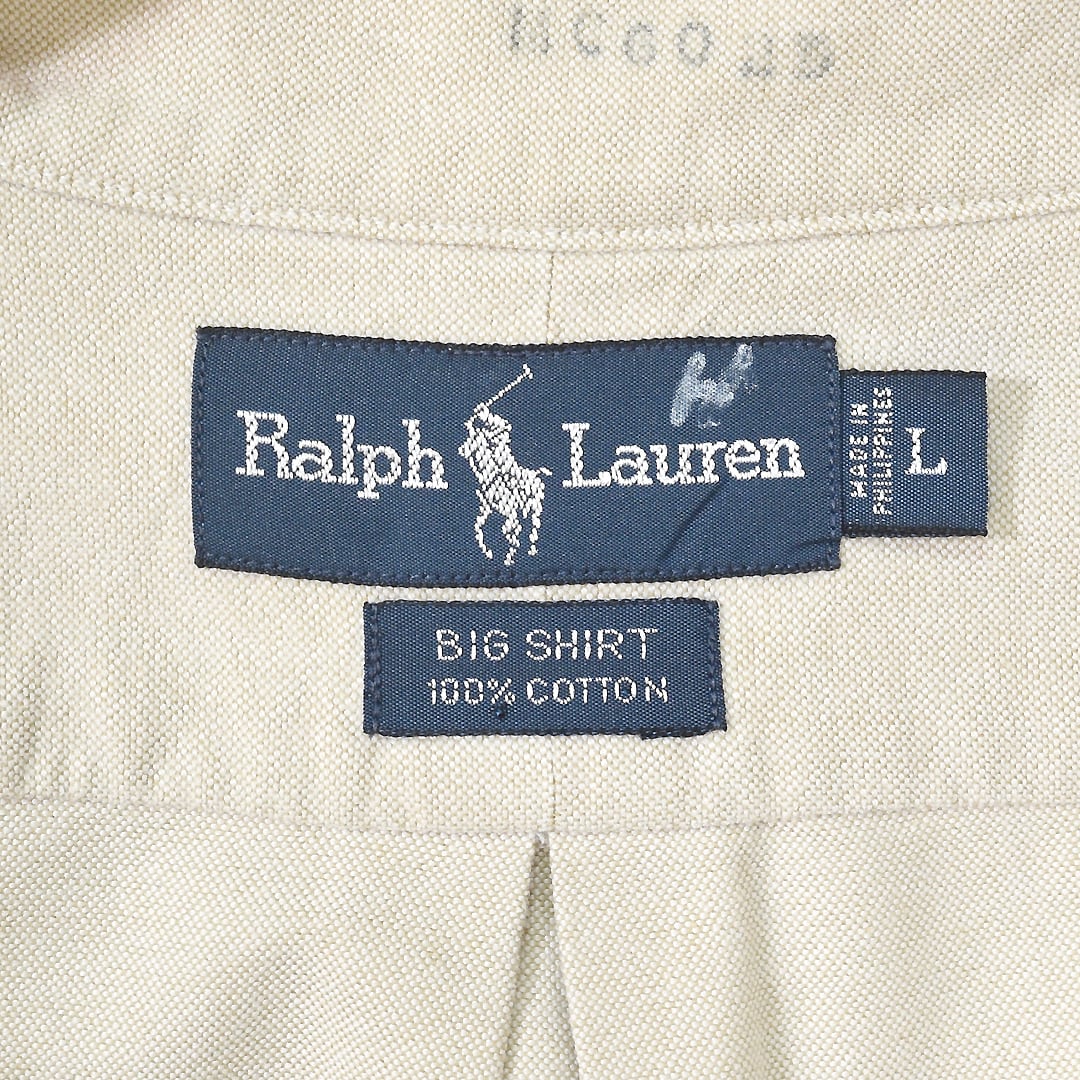 Ralph Lauren
MADE IN
PHILIPPINES
L
BIG SHIRT
100% COTTON